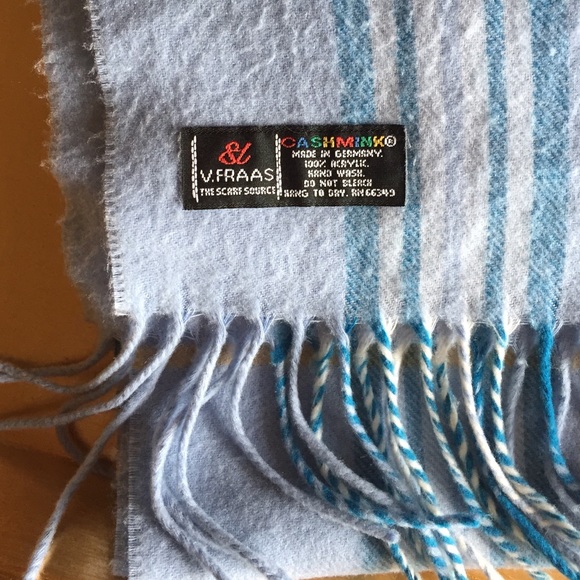 V.FRAAS
THE SCARF SOURCE
CASHMINK®
MADE IN GERMANY.
100% ACRYLIC.
HAND WASH.
DO NOT BLEACH
HANG TO DRY. RN 66349